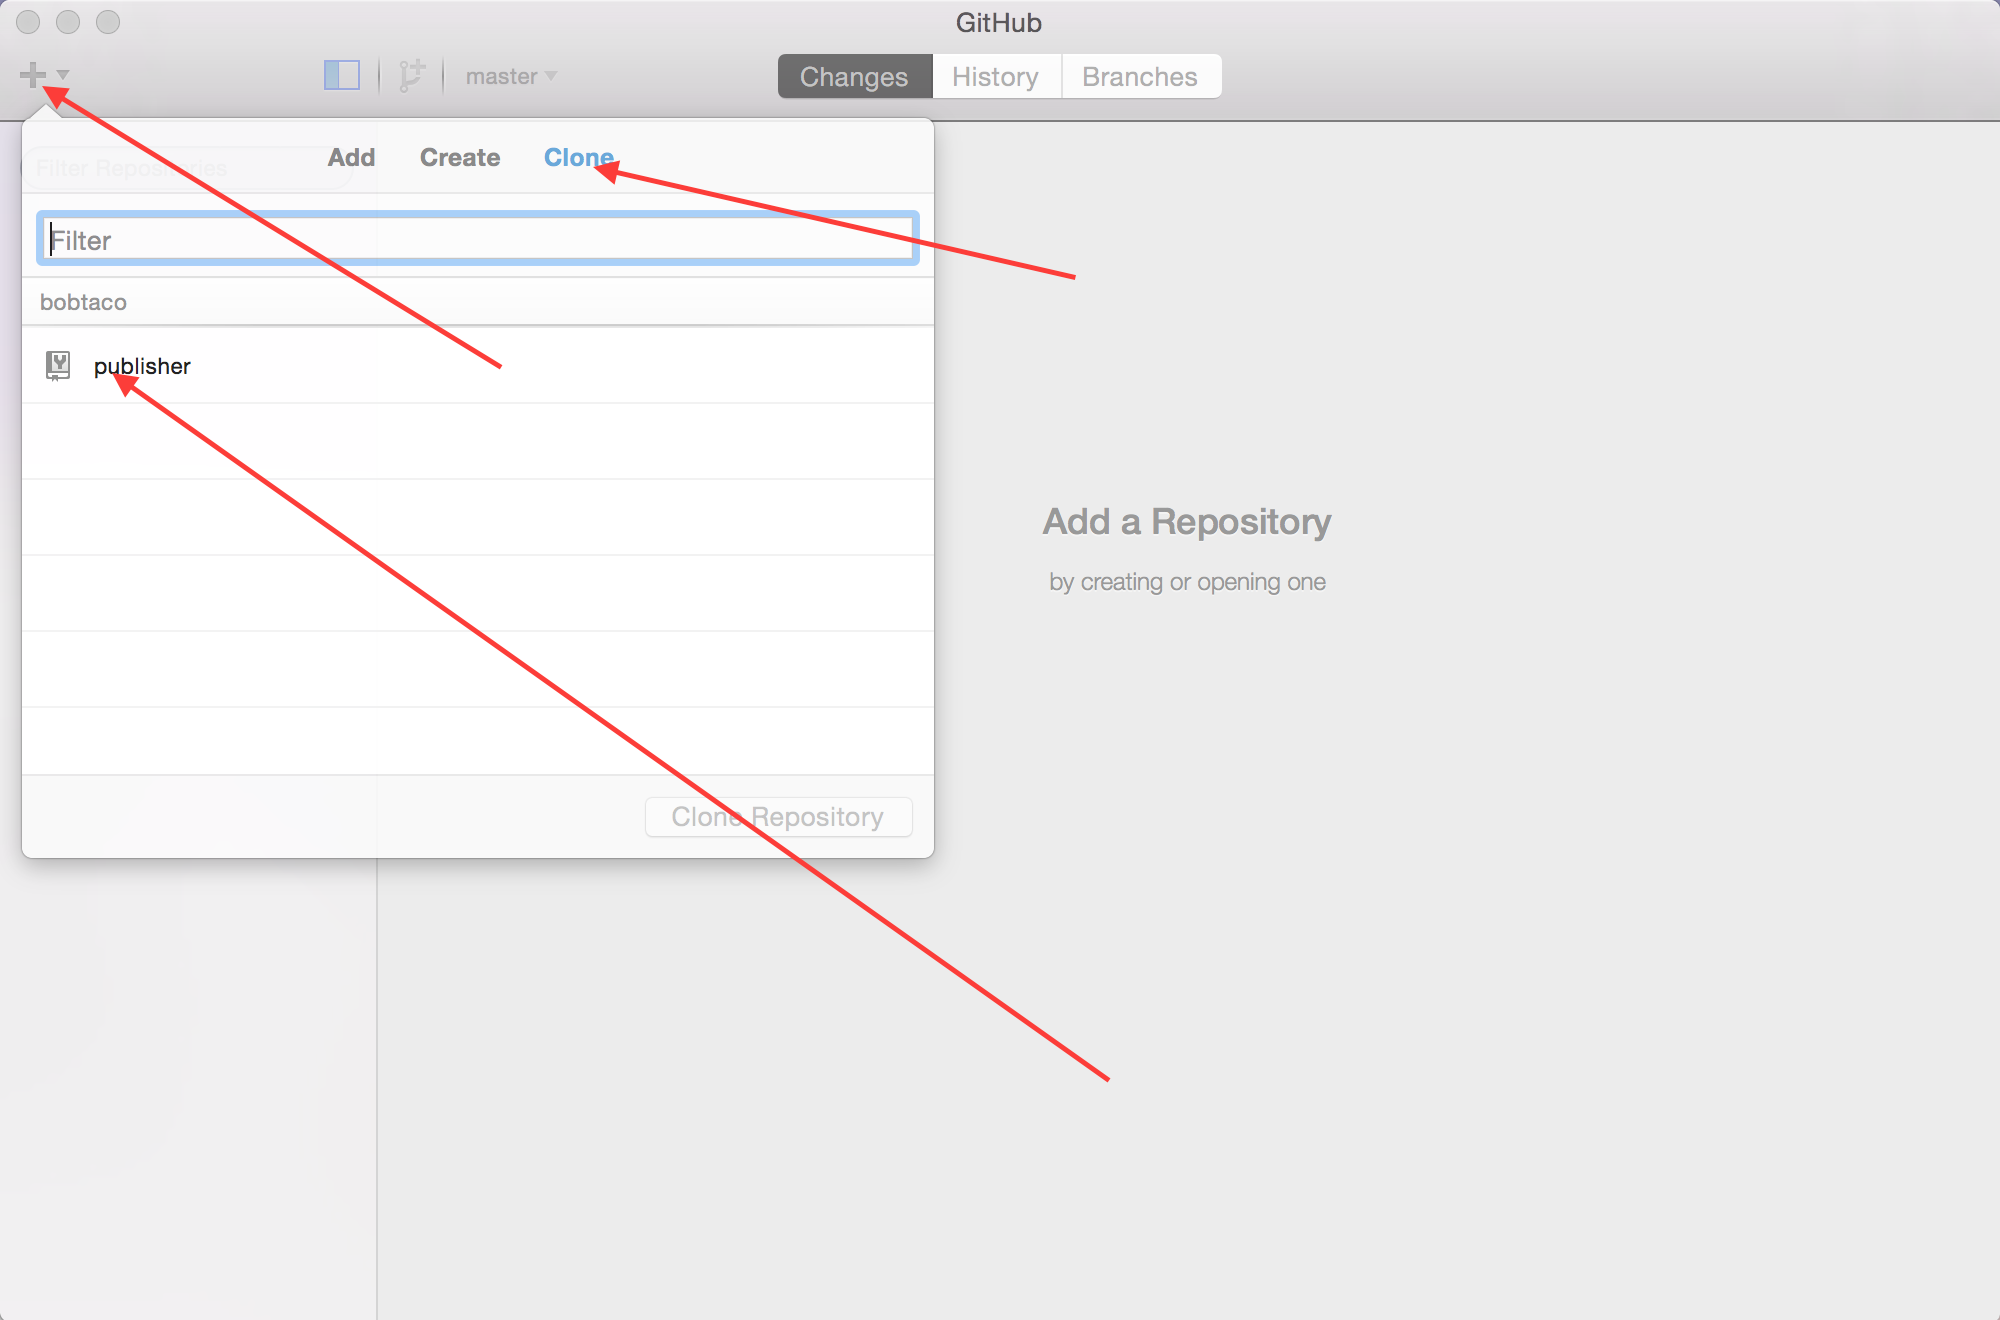 GitHub
master
Changes History Branches
Add Create Clone
Filter Repositories
Filter
bobtaco
publisher
Add a Repository
by creating or opening one
Clone Repository